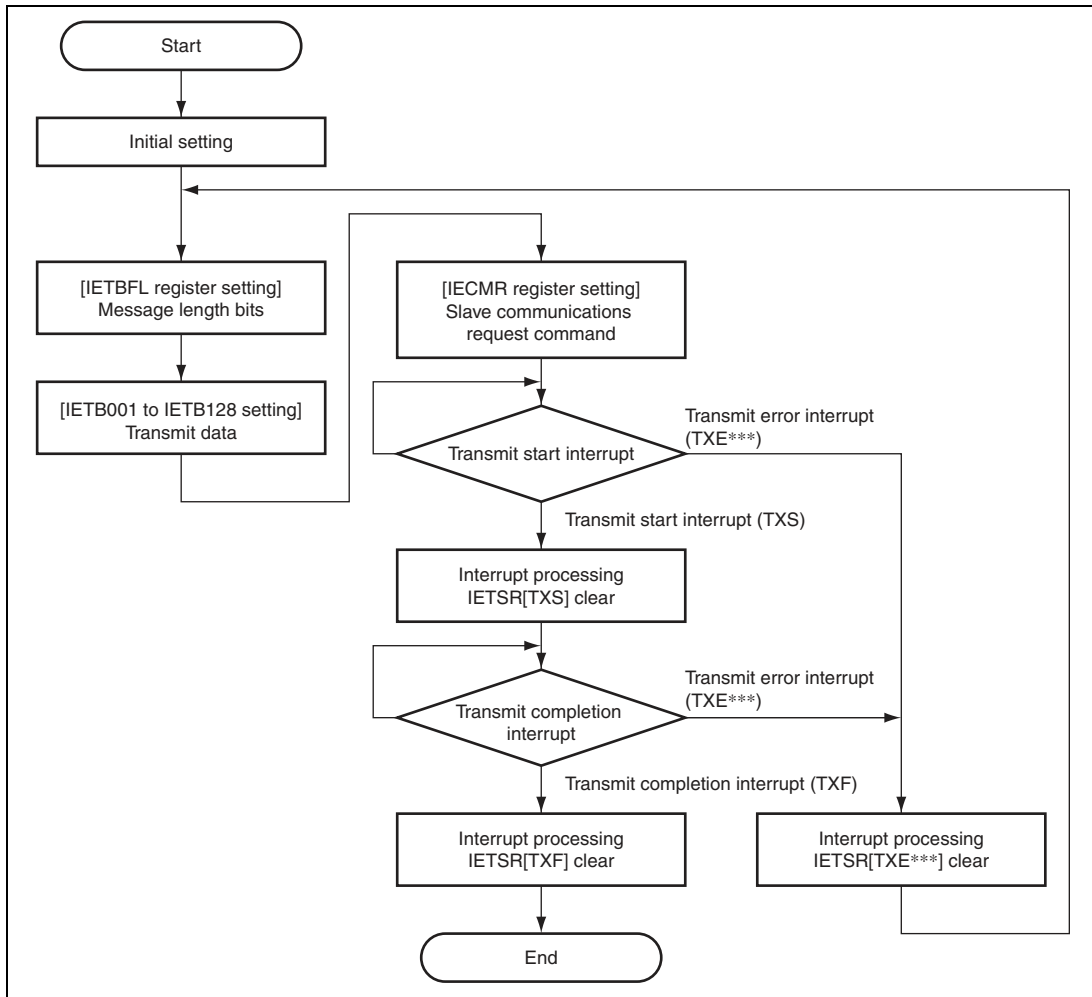 Start
Initial setting
[IETBFL register setting]
Message length bits
[IETB001 to IETB128 setting]
Transmit data
[IECMR register setting]
Slave communications
request command
Transmit start interrupt
Transmit error interrupt
(TXE***)
Transmit start interrupt (TXS)
Interrupt processing
IETSR[TXS] clear
Transmit completion
interrupt
Transmit error interrupt
(TXE***)
Transmit completion interrupt (TXF)
Interrupt processing
IETSR[TXF] clear
Interrupt processing
IETSR[TXE***] clear
End